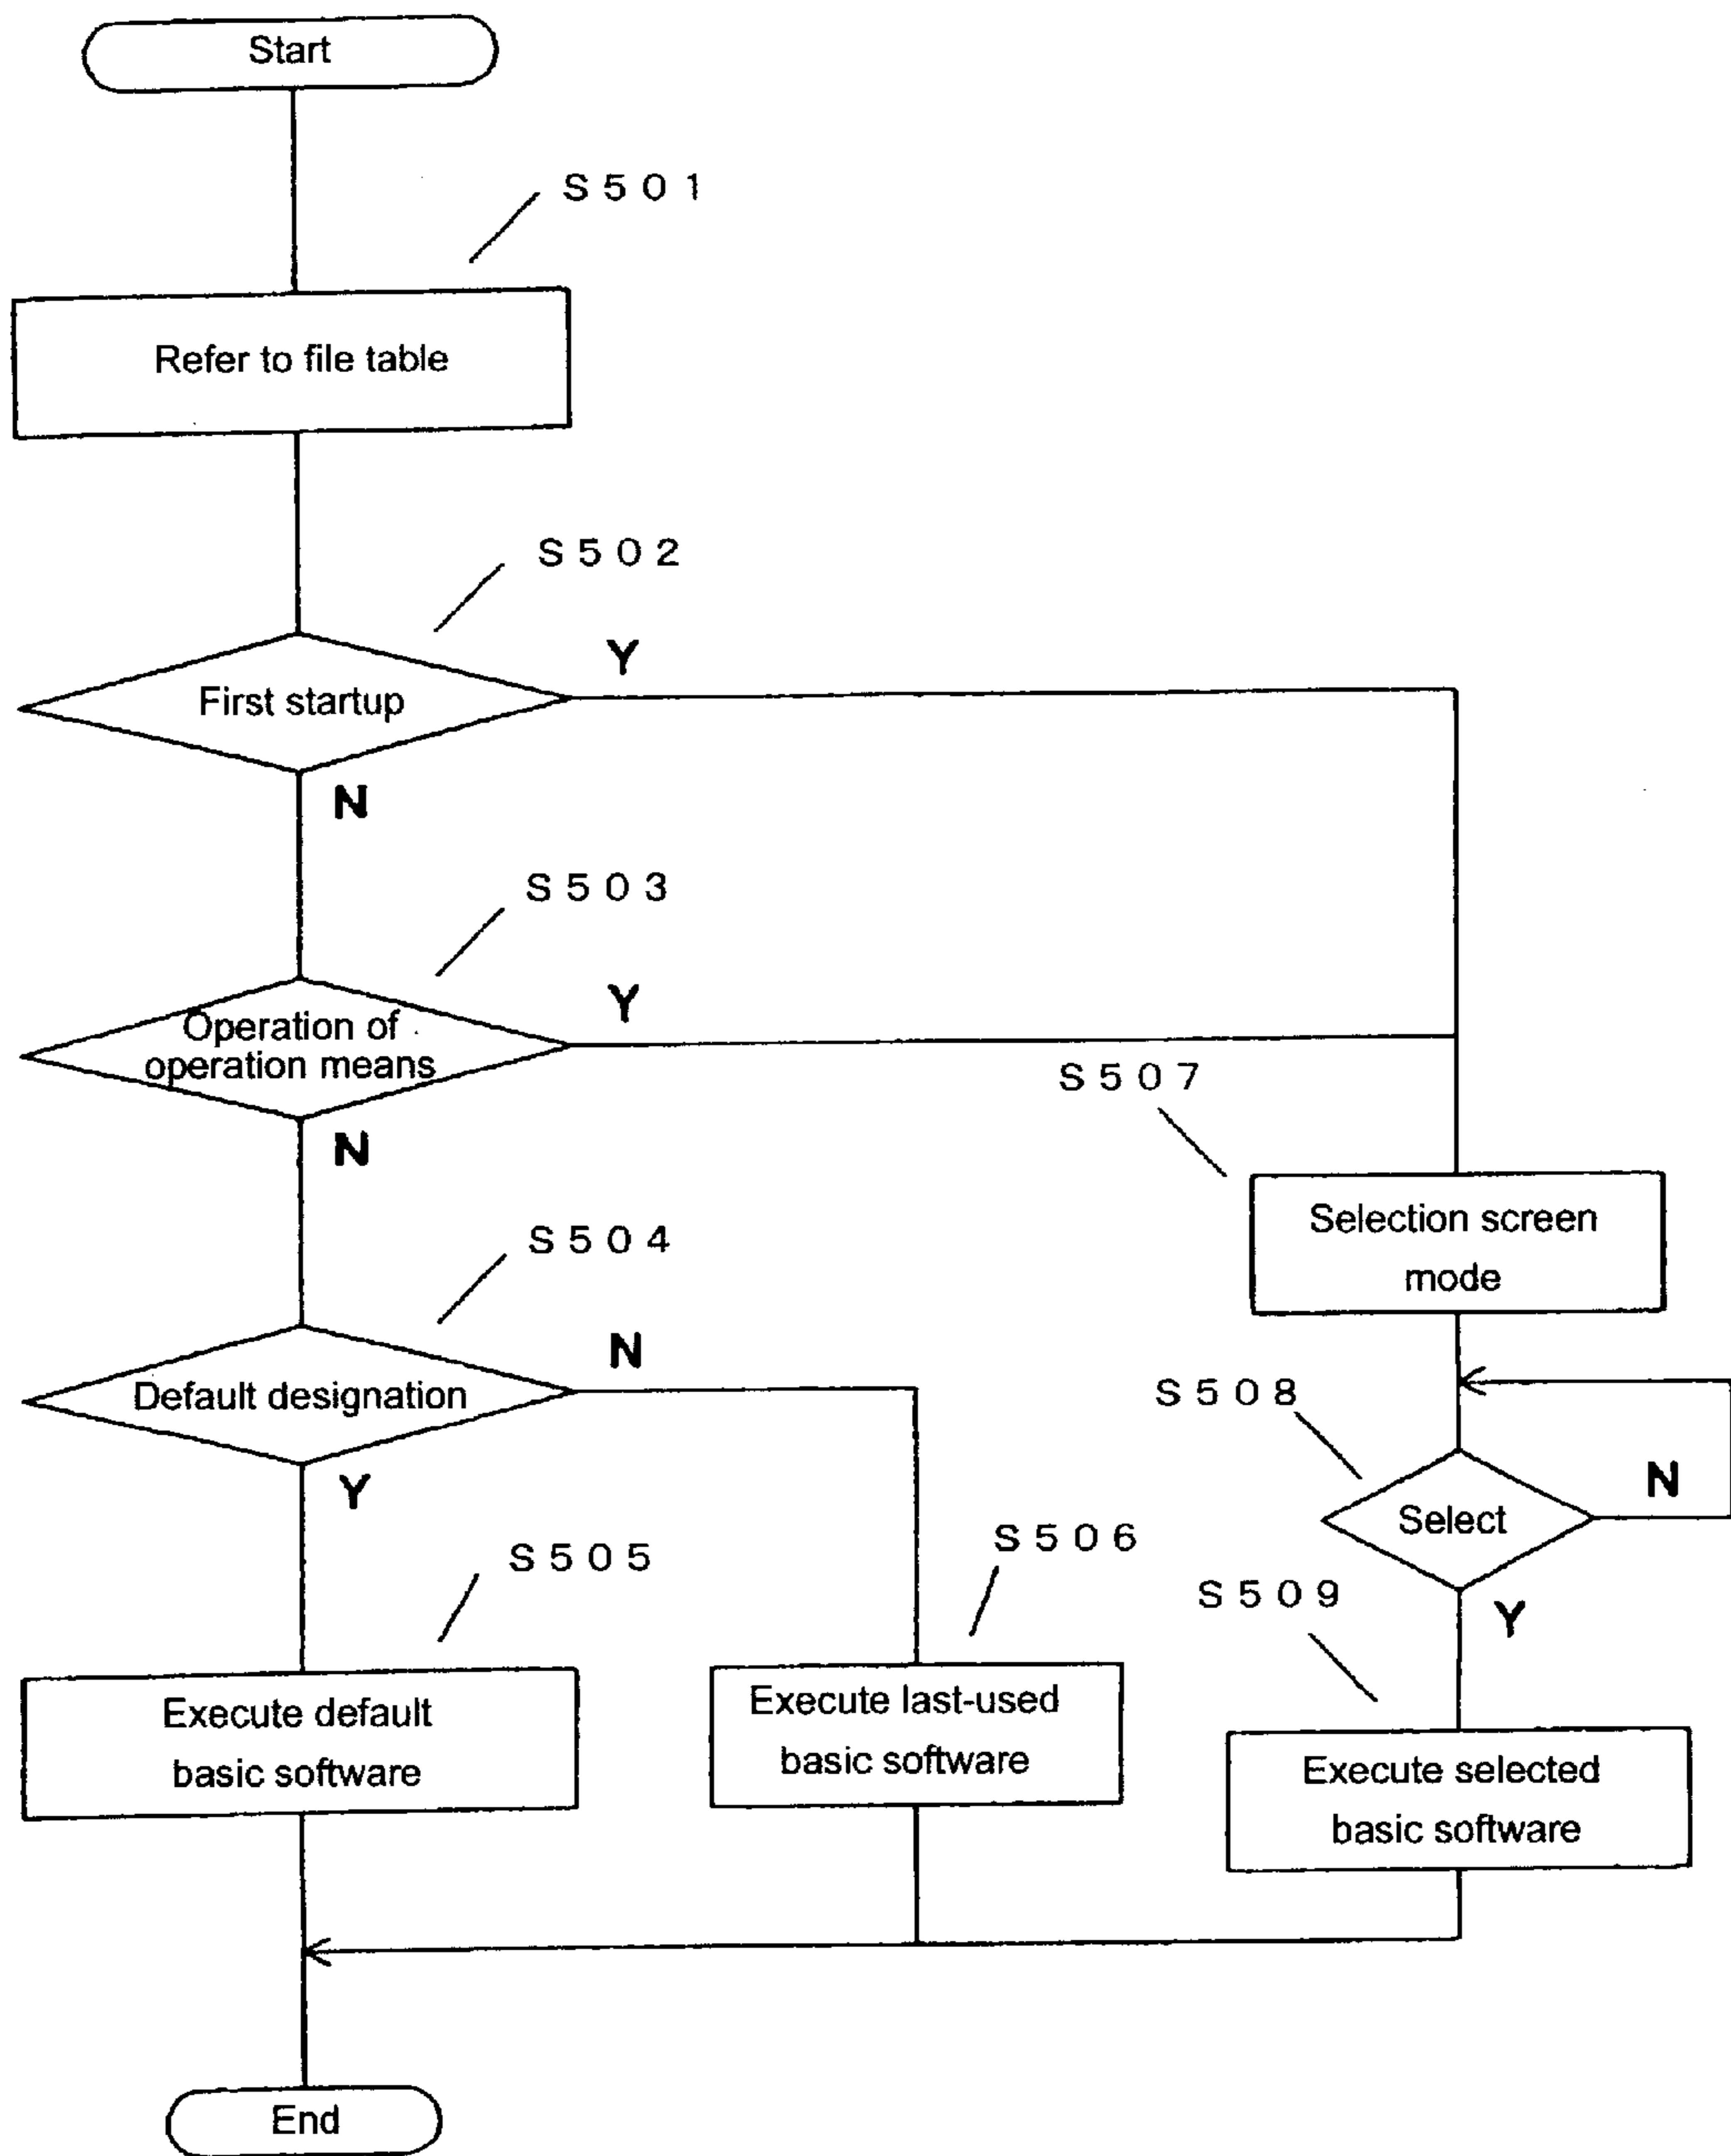 Start
S501
Refer to file table
S502
Y
First startup
N
S503
Y
Operation of
operation means
S507
N
Selection screen
mode
S504
N
Default designation
S508
Y
N
Select
S506
S505
S509
Y
Execute last-used
basic software
Execute default
basic software
Execute selected
basic software
End